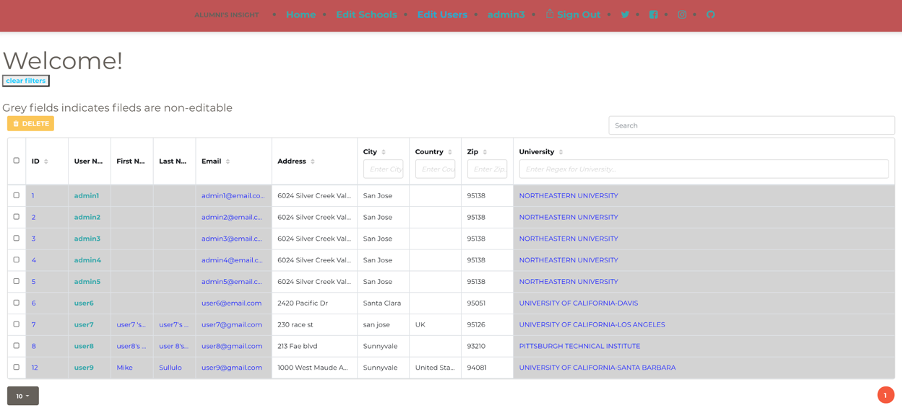 ALUMNI'S INSIGHT • Home • Edit Schools • Edit Users • admin3 • Sign Out
Welcome!
clear filters
Grey fields indicates fileds are non-editable
DELETE
Search
ID User N... First N... Last N... Email Address City Country Zip University
Enter City Enter Cou Enter Zip. Enter Regex for University...
1 admin1 admin1@email.co... 6024 Silver Creek Val... San Jose 95138 NORTHEASTERN UNIVERSITY
2 admin2 admin2@email.c... 6024 Silver Creek Val... San Jose 95138 NORTHEASTERN UNIVERSITY
3 admin3 admin3@email.c... 6024 Silver Creek Val... San Jose 95138 NORTHEASTERN UNIVERSITY
4 admin4 admin4@email.c... 6024 Silver Creek Val... San Jose 95138 NORTHEASTERN UNIVERSITY
5 admin5 admin5@email.c... 6024 Silver Creek Val... San Jose 95138 NORTHEASTERN UNIVERSITY
6 user6 user6@email.com 2420 Pacific Dr Santa Clara 95051 UNIVERSITY OF CALIFORNIA-DAVIS
7 user7 user7 's... user7's ... user7@gmail.com 230 race st san jose UK 95126 UNIVERSITY OF CALIFORNIA-LOS ANGELES
8 user8 user8's ... user 8's... user8@gmail.com 213 Fae blvd Sunnyvale 93210 PITTSBURGH TECHNICAL INSTITUTE
12 user9 Mike Sullulo user9@gmail.com 1000 West Maude A... Sunnyvale United Sta... 94081 UNIVERSITY OF CALIFORNIA-SANTA BARBARA
10 1